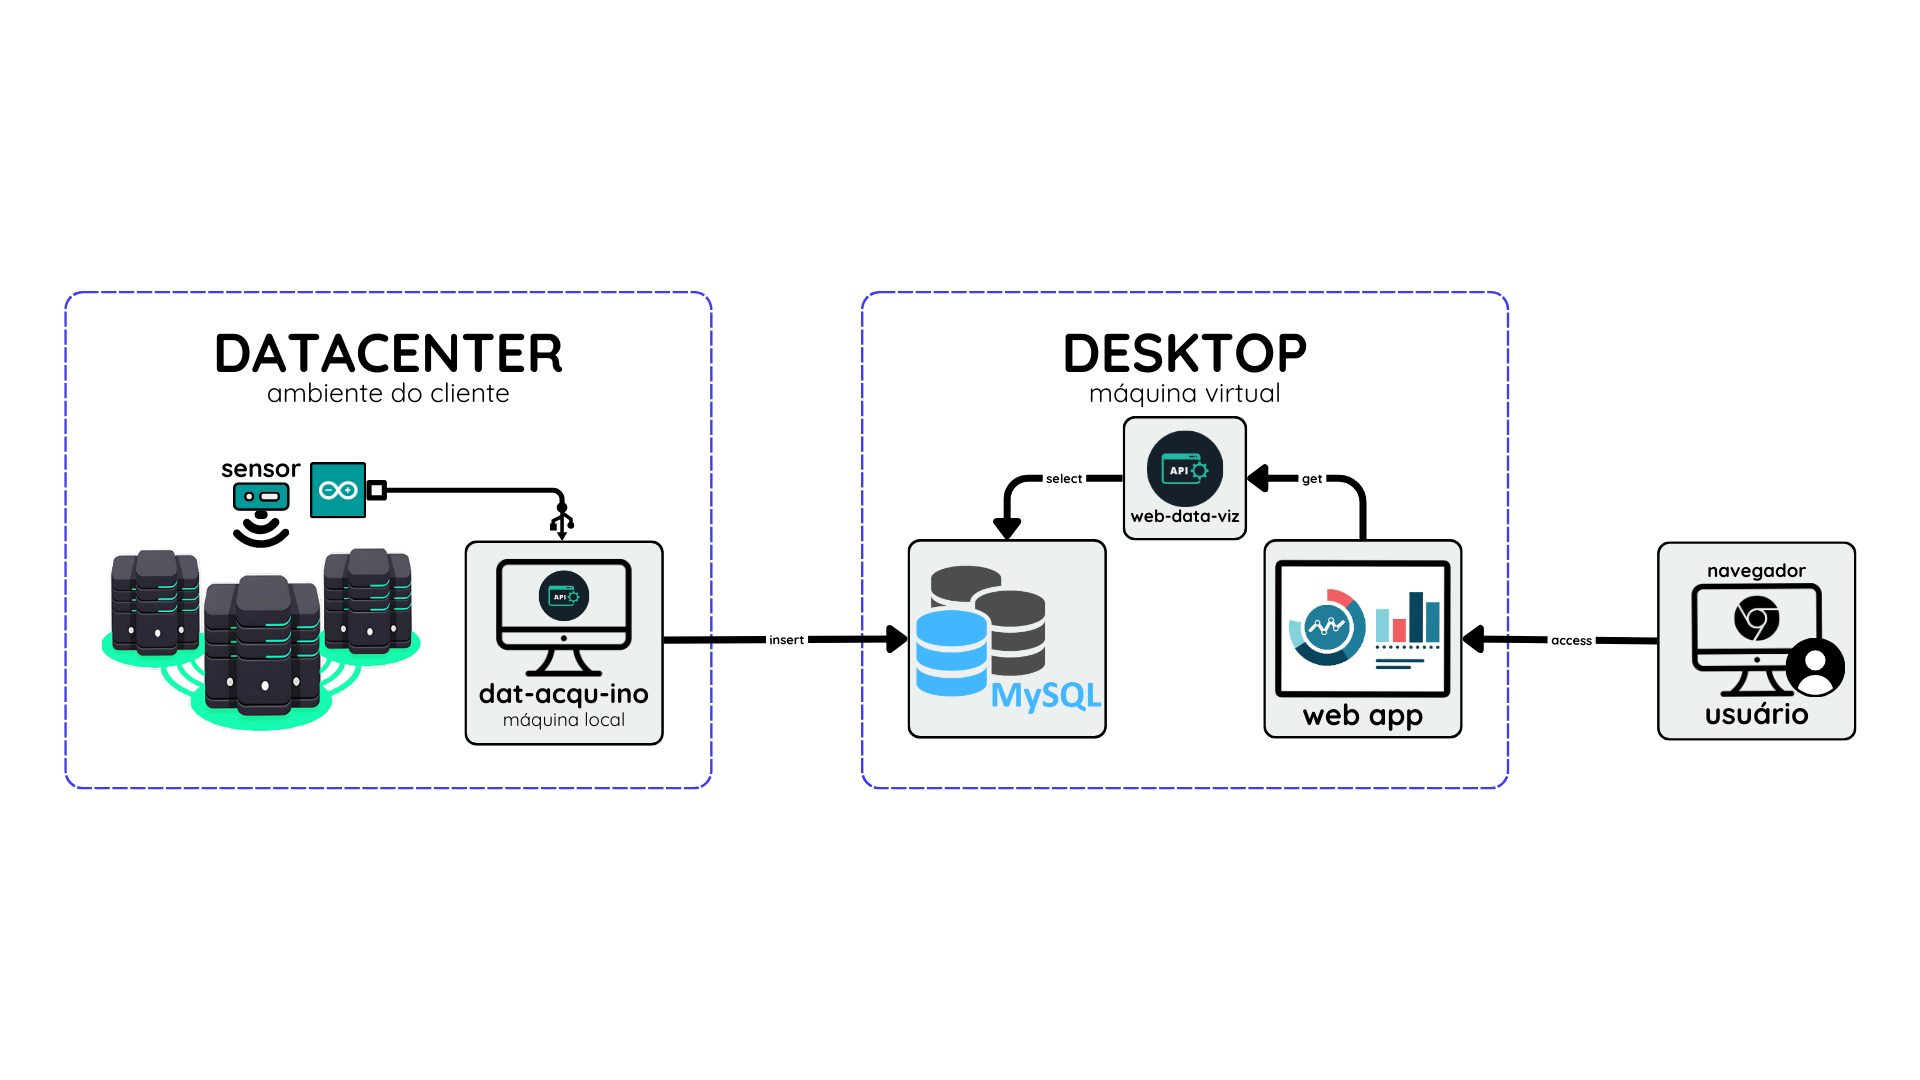 DATACENTER
ambiente do cliente
sensor
API
dat-acqu-ino
máquina local
insert
DESKTOP
máquina virtual
select
API
web-data-viz
get
MySQL
web app
access
navegador
usuário